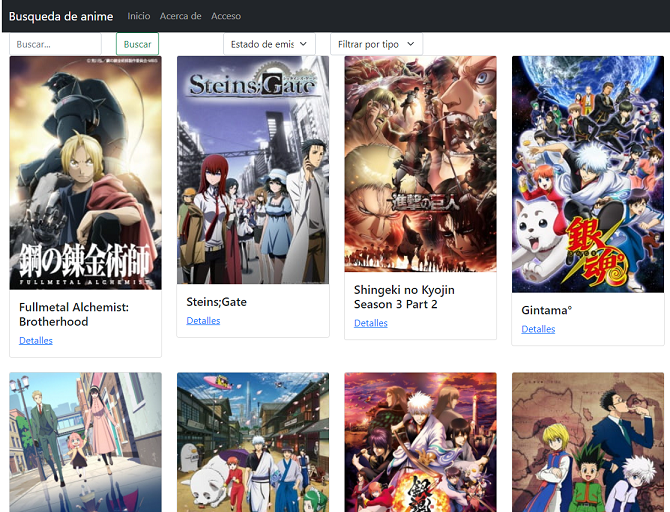 Busqueda de anime Inicio Acerca de Acceso
Buscar... Buscar Estado de emis Filtrar por tipo
Steins;Gate
進撃の巨人
鋼の錬金術師
FULLMETAL ALCHEMIST
銀魂°
Fullmetal Alchemist:
Brotherhood
Detalles
Steins;Gate
Detalles
Shingeki no Kyojin
Season 3 Part 2
Detalles
Gintama°
Detalles